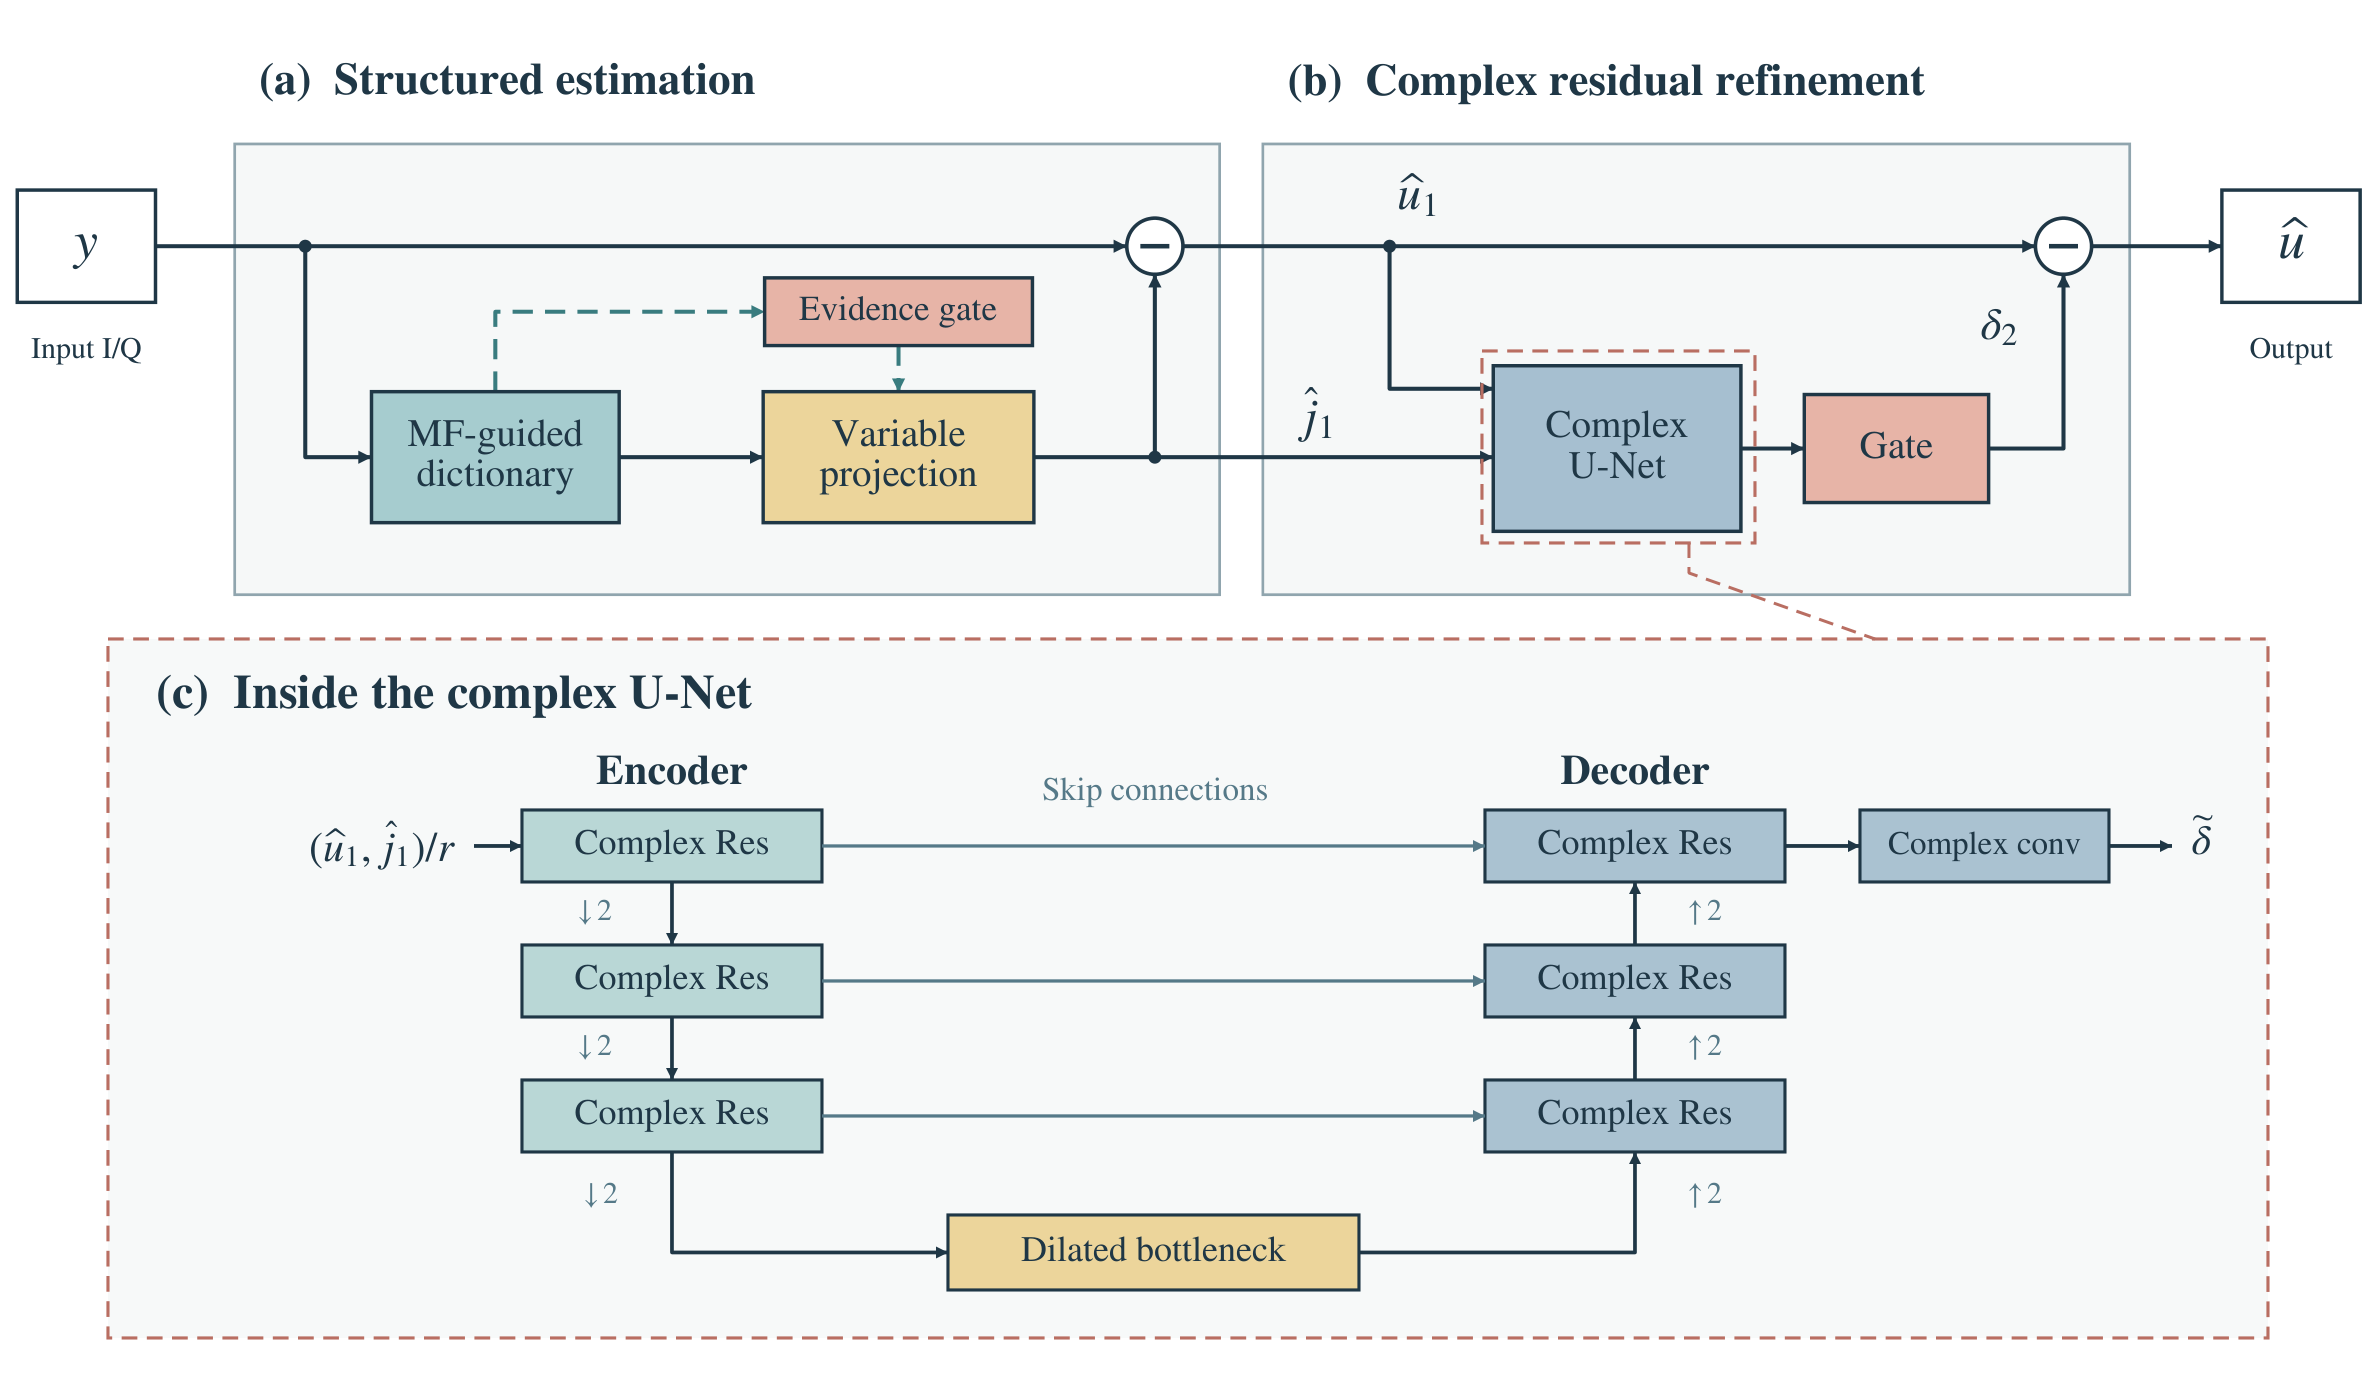 (a) Structured estimation
(b) Complex residual refinement
y
Input I/Q
Evidence gate
MF-guided
dictionary
Variable
projection
û₁
ĵ₁
Complex
U-Net
Gate
δ₂
û
Output
(c) Inside the complex U-Net
Encoder
Skip connections
Decoder
(û₁, ĵ₁)/r
Complex Res
Complex Res
Complex conv
δ̃
↓2
↑2
Complex Res
Complex Res
↓2
↑2
Complex Res
Complex Res
↓2
↑2
Dilated bottleneck